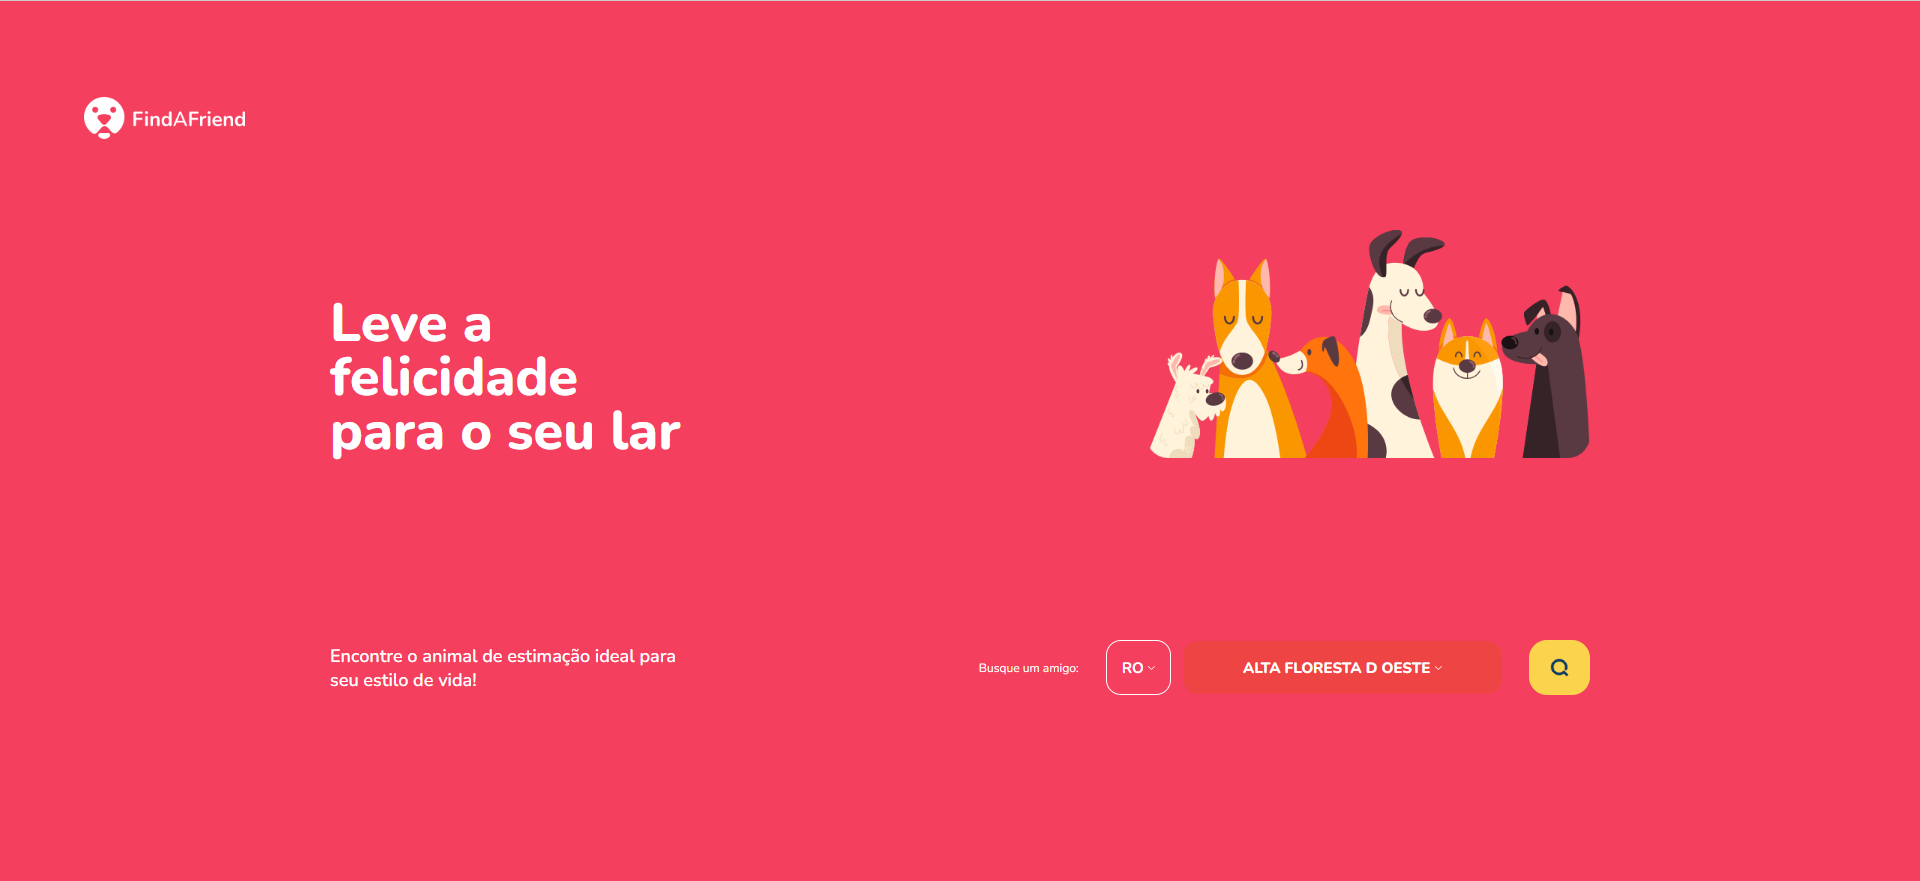 FindAFriend
Leve a
felicidade
para o seu lar
Encontre o animal de estimação ideal para
seu estilo de vida!
Busque um amigo:
RO
ALTA FLORESTA D OESTE